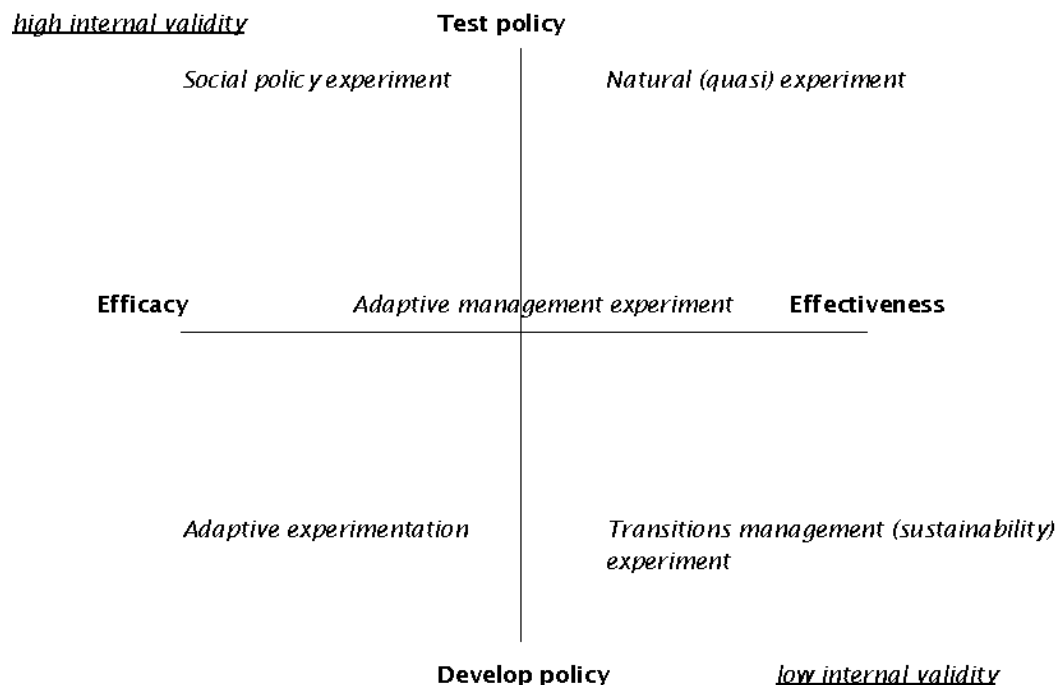 high internal validity
Test policy
Social policy experiment
Natural (quasi) experiment
Efficacy
Adaptive management experiment
Effectiveness
Adaptive experimentation
Transitions management (sustainability)
experiment
Develop policy
low internal validity